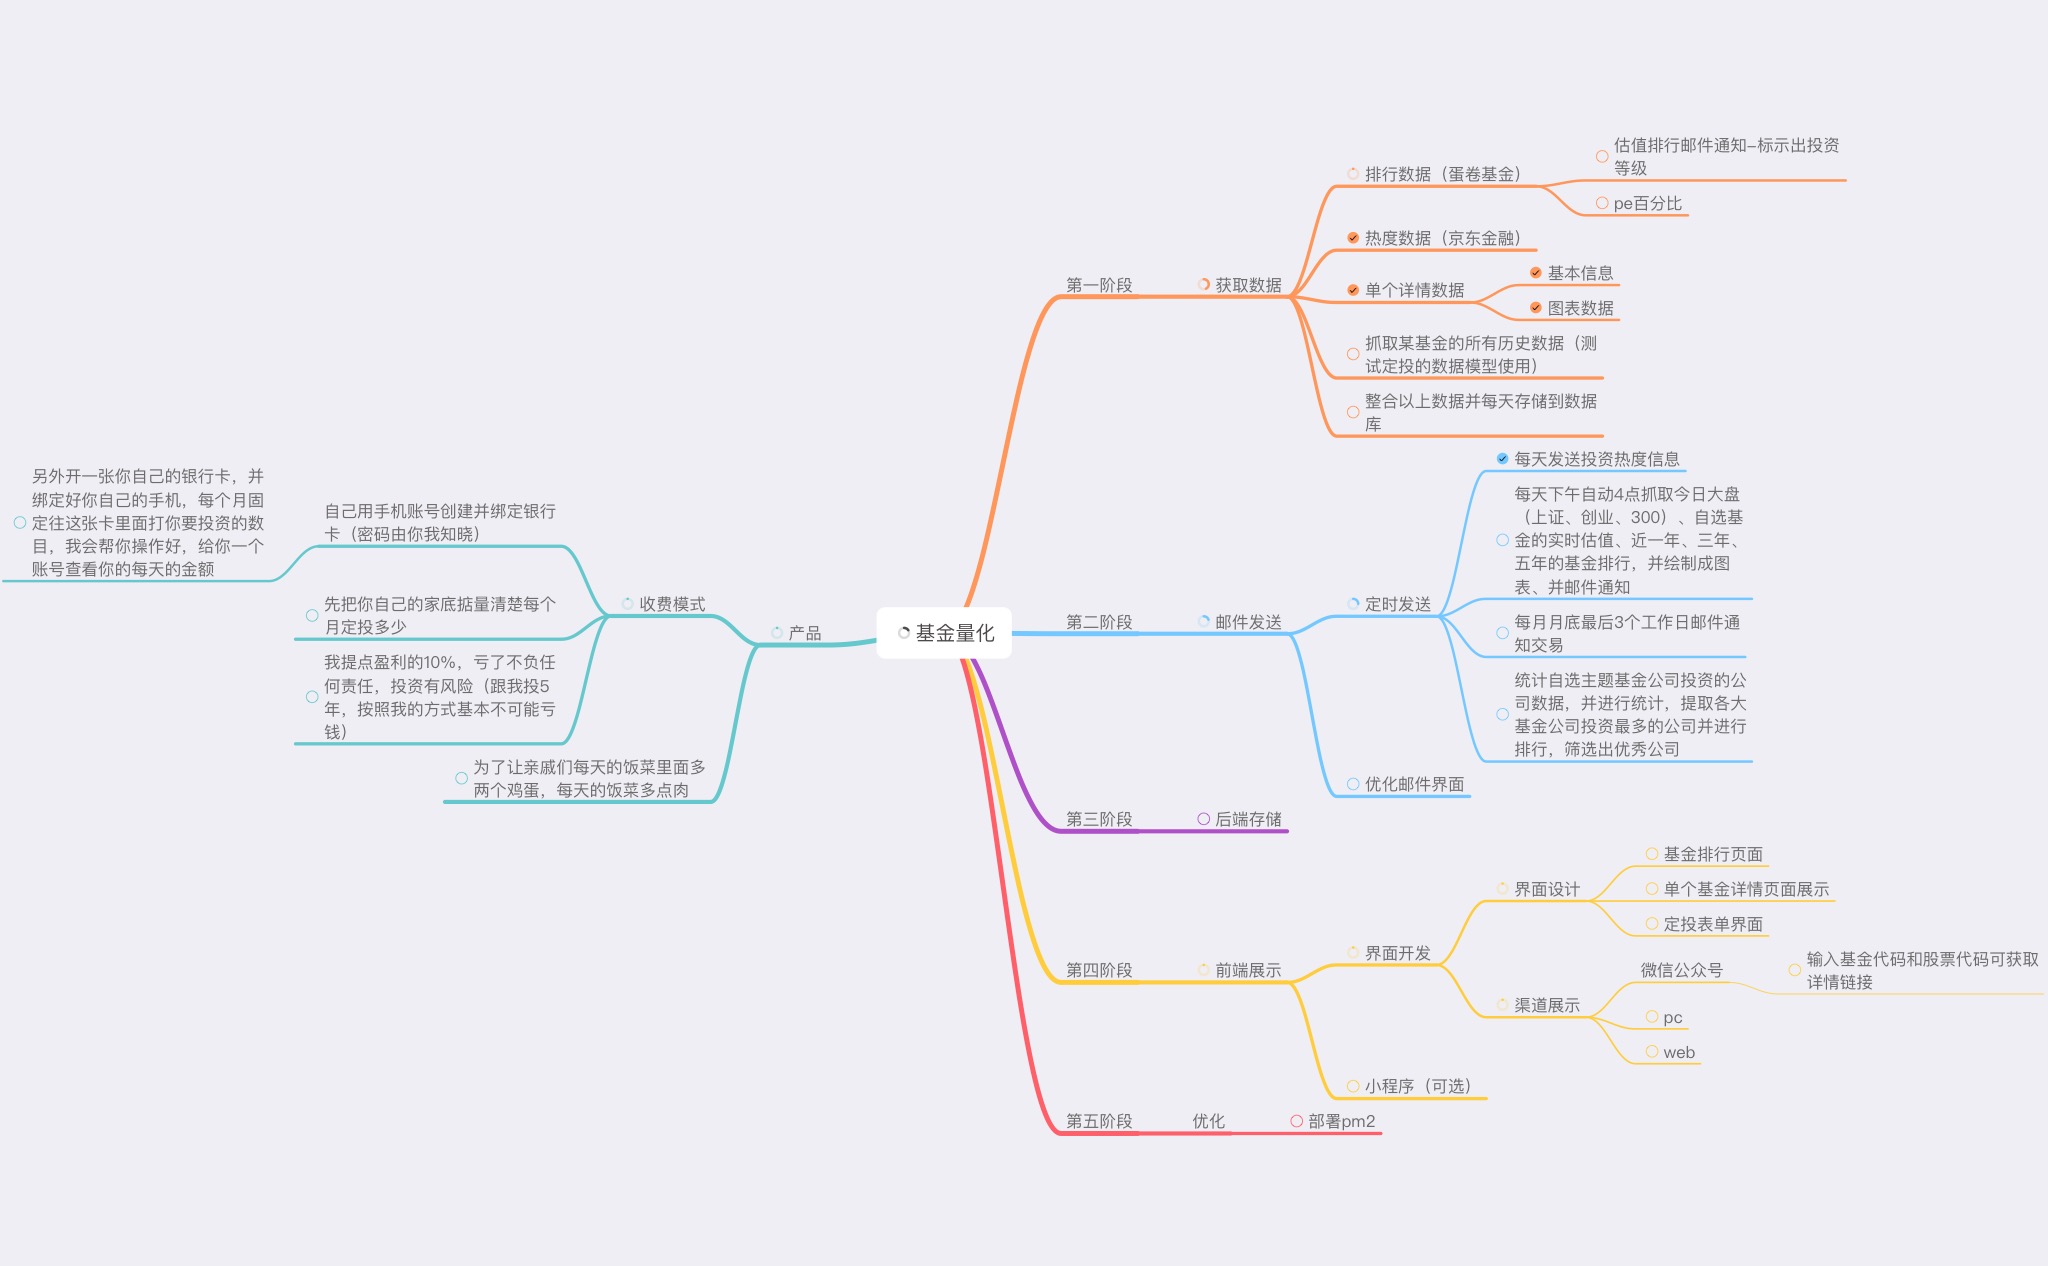 基金量化
第一阶段
获取数据
排行数据（蛋卷基金）
估值排行邮件通知-标示出投资
等级
pe百分比
热度数据（京东金融）
单个详情数据
基本信息
图表数据
抓取某基金的所有历史数据（测
试定投的数据模型使用）
整合以上数据并每天存储到数据
库
第二阶段
邮件发送
定时发送
每天发送投资热度信息
每天下午自动4点抓取今日大盘
（上证、创业、300）、自选基
金的实时估值、近一年、三年、
五年的基金排行，并绘制成图
表、并邮件通知
每月月底最后3个工作日邮件通
知交易
统计自选主题基金公司投资的公
司数据，并进行统计，提取各大
基金公司投资最多的公司并进行
排行，筛选出优秀公司
优化邮件界面
第三阶段
后端存储
第四阶段
前端展示
界面开发
界面设计
基金排行页面
单个基金详情页面展示
定投表单界面
渠道展示
微信公众号
输入基金代码和股票代码可获取
详情链接
pc
web
小程序（可选）
第五阶段
优化
部署pm2
产品
收费模式
自己用手机账号创建并绑定银行
卡（密码由你我知晓）
另外开一张你自己的银行卡，并
绑定好你自己的手机，每个月固
定往这张卡里面打你要投资的数
目，我会帮你操作好，给你一个
账号查看你的每天的金额
先把你自己的家底掂量清楚每个
月定投多少
我提点盈利的10%，亏了不负任
何责任，投资有风险（跟我投5
年，按照我的方式基本不可能亏
钱）
为了让亲戚们每天的饭菜里面多
两个鸡蛋，每天的饭菜多点肉